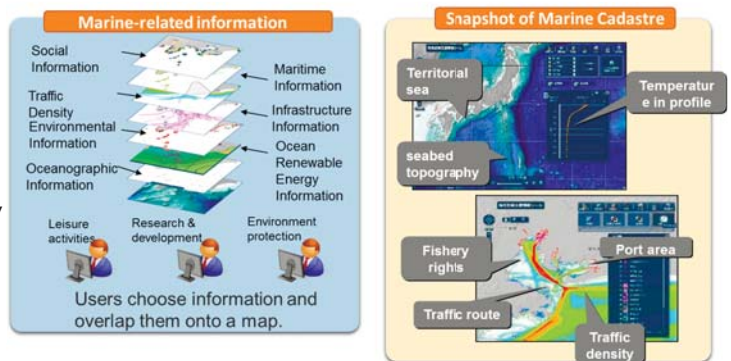 Marine-related information
Social
Information
Maritime
Information
Traffic
Density
Infrastructure
Information
Environmental
Information
Ocean
Renewable
Energy
Information
Oceanographic
Information
Leisure
activities
Research &
development
Environment
protection
Users choose information and
overlap them onto a map.
Snapshot of Marine Cadastre
Territorial
sea
Temperatur
e in profile
seabed
topography
Fishery
rights
Port area
Traffic route
Traffic
density